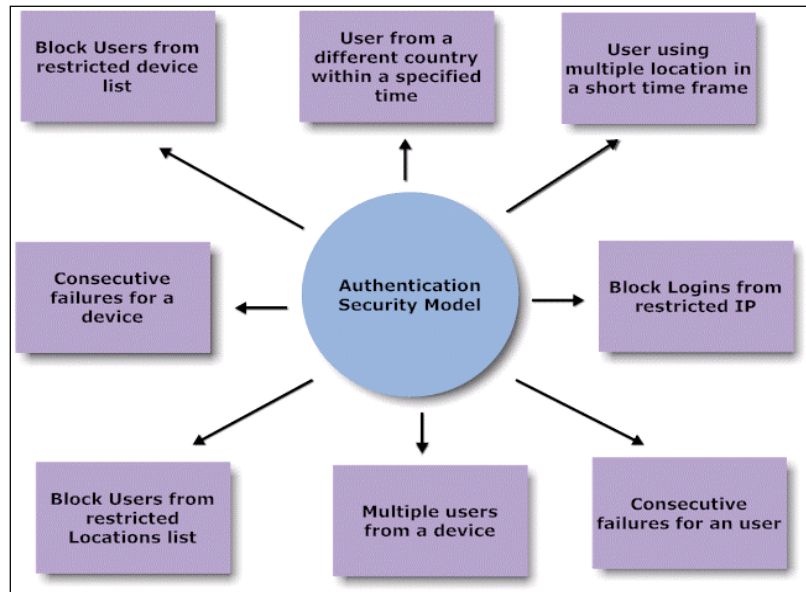 Block Users from
restricted device
list
User from a
different country
within a specified
time
User using
multiple location in
a short time frame
Consecutive
failures for a
device
Authentication
Security Model
Block Logins from
restricted IP
Block Users from
restricted
Locations list
Multiple users
from a device
Consecutive
failures for an user